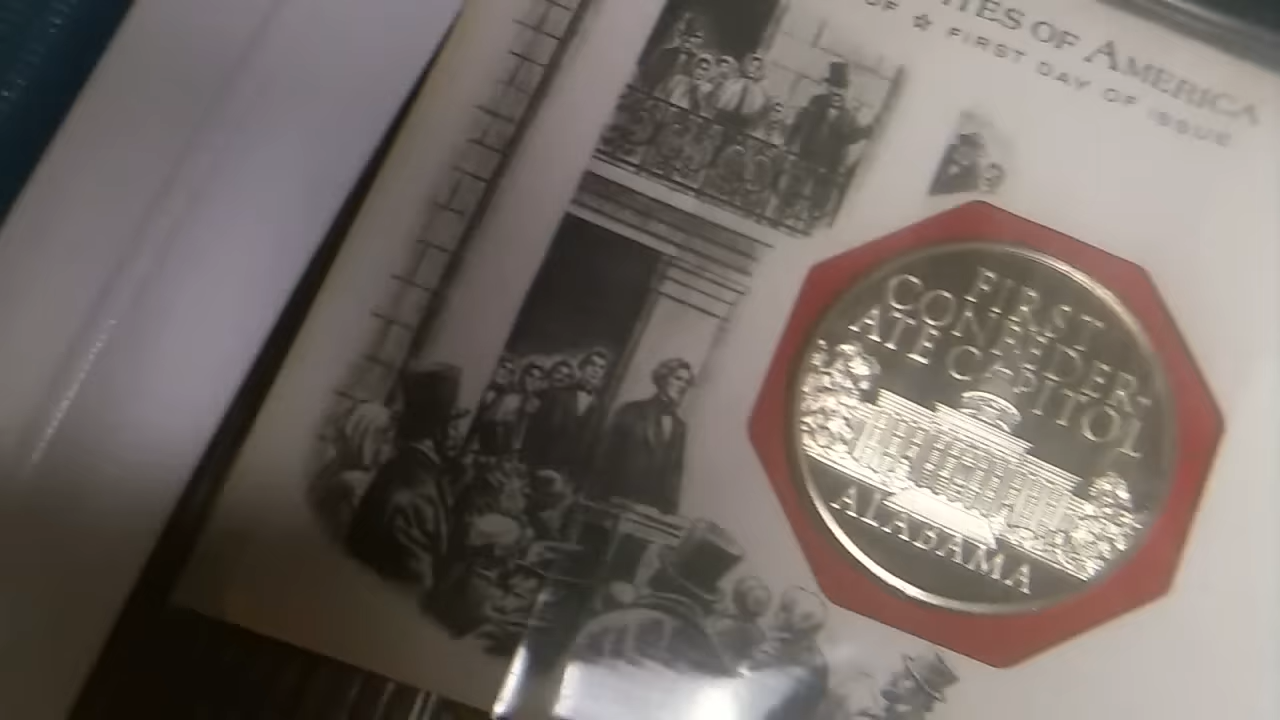 TES OF AMERICA
OF ☆ FIRST DAY OF ISSUE
FIRST
CONFEDER-
ATE CAPITOL
ALABAMA